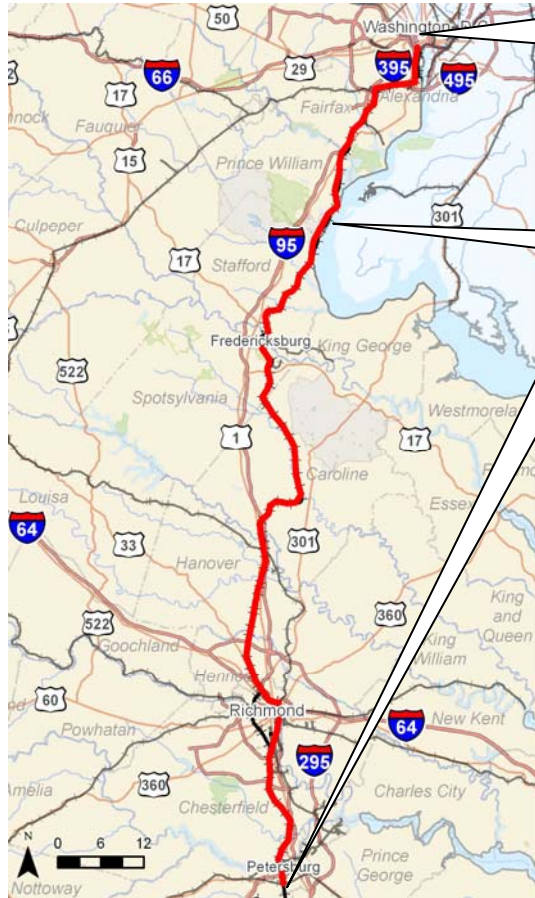 50
Washington, D.C.
66
29
395
495
Alexandria
Fairfax
17
Fauquier
15
Prince William
301
Culpeper
95
17
Stafford
Fredericksburg
King George
522
Spotsylvania
Westmorela
1
17
Caroline
Louisa
Essex
64
33
301
Hanover
King
and
Queen
522
360
King
William
Goochland
Henrico
60
Richmond
New Kent
64
Powhatan
295
360
Amelia
Charles City
Chesterfield
N
0 6 12
Petersburg
Prince
George
Nottoway